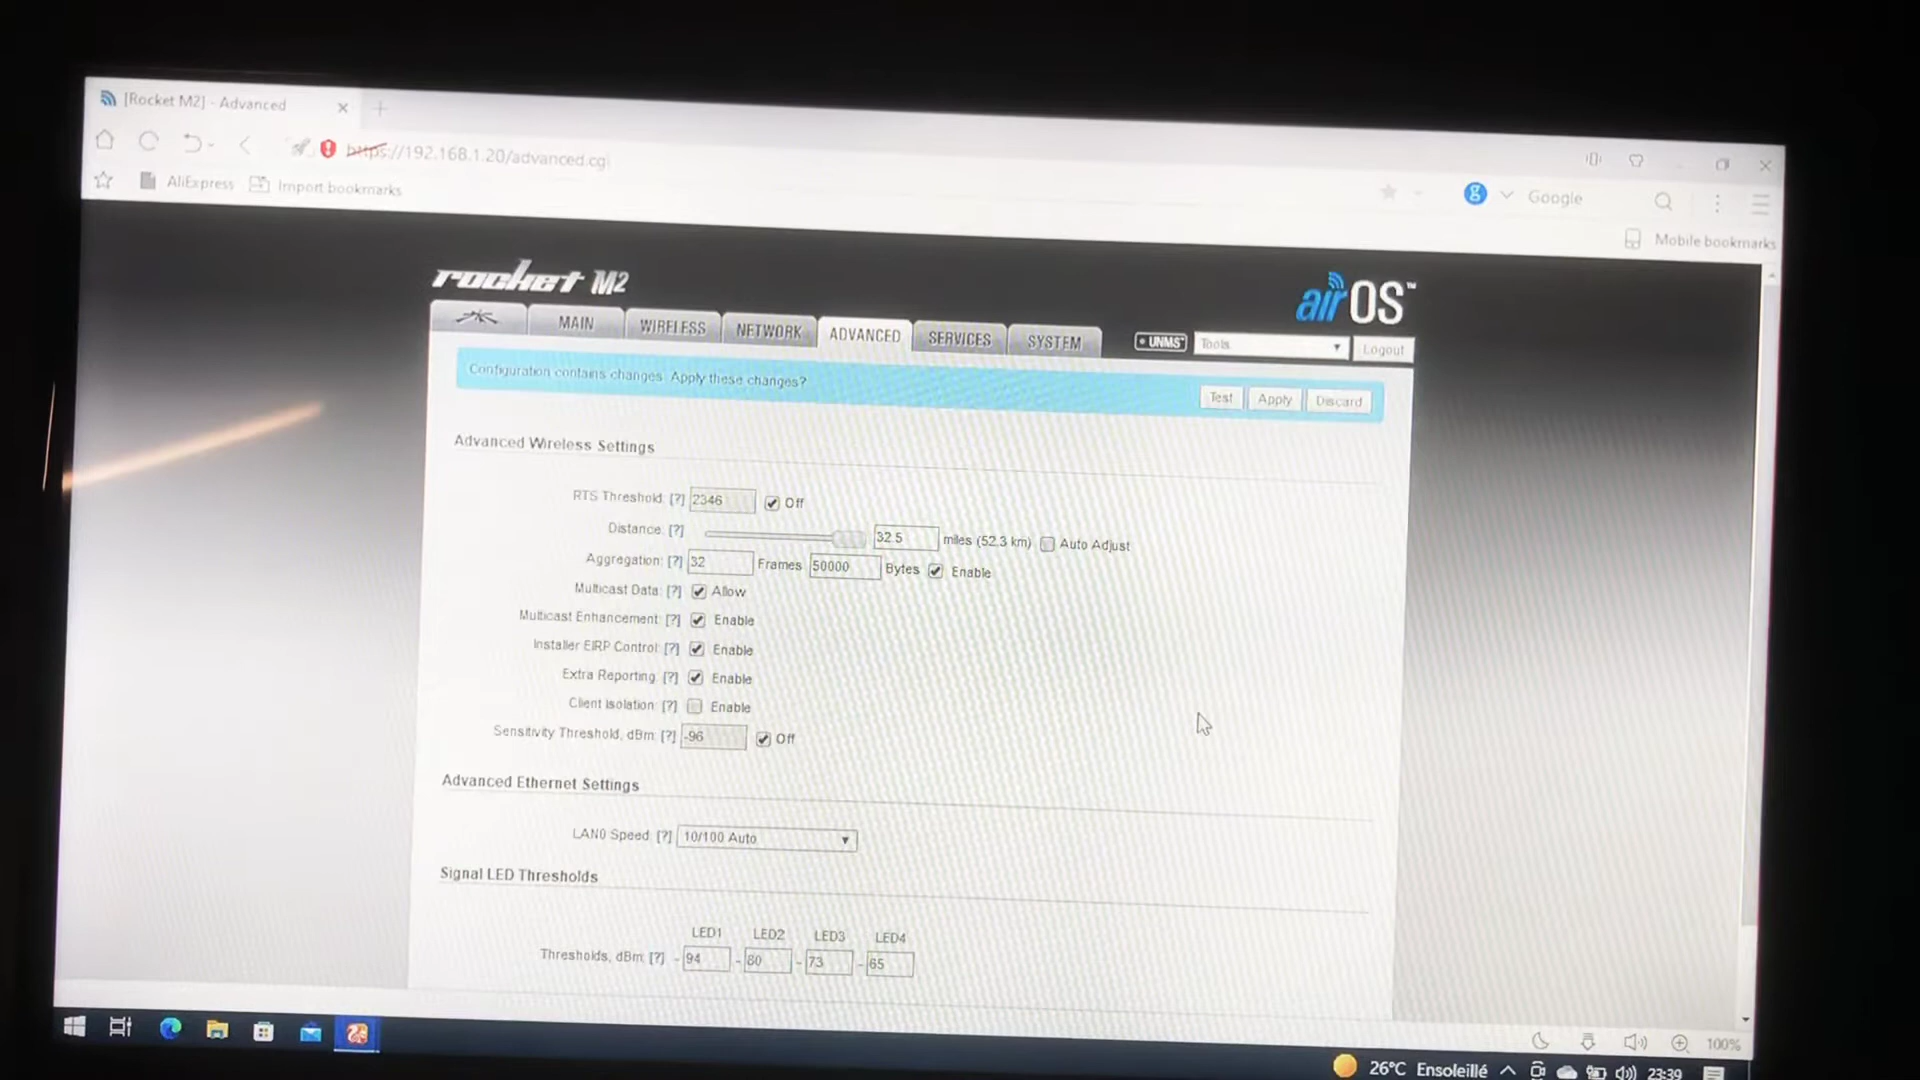 [Rocket M2] - Advanced
https://192.168.1.20/advanced.cgi
AliExpress Import bookmarks
Google
Mobile bookmarks
rocket M2
airOS™
MAIN WIRELESS NETWORK ADVANCED SERVICES SYSTEM
UNMS Tools Logout
Configuration contains changes. Apply these changes?
Test Apply Discard
Advanced Wireless Settings
RTS Threshold: [?] 2346 Off
Distance: [?] 32.5 miles (52.3 km) Auto Adjust
Aggregation: [?] 32 Frames 50000 Bytes Enable
Multicast Data: [?] Allow
Multicast Enhancement: [?] Enable
Installer EIRP Control: [?] Enable
Extra Reporting: [?] Enable
Client Isolation: [?] Enable
Sensitivity Threshold, dBm: [?] -96 Off
Advanced Ethernet Settings
LAN0 Speed: [?] 10/100 Auto
Signal LED Thresholds
LED1 LED2 LED3 LED4
Thresholds, dBm: [?] - 94 - 80 - 73 - 65
100%
26°C Ensoleillé 23:39